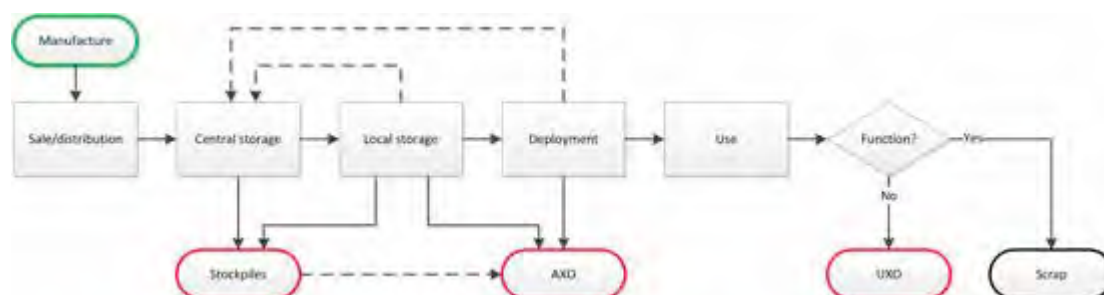 Manufacture
Sale/distribution
Central storage
Local storage
Deployment
Use
Function?
Yes
No
Stockpiles
AXO
UXO
Scrap